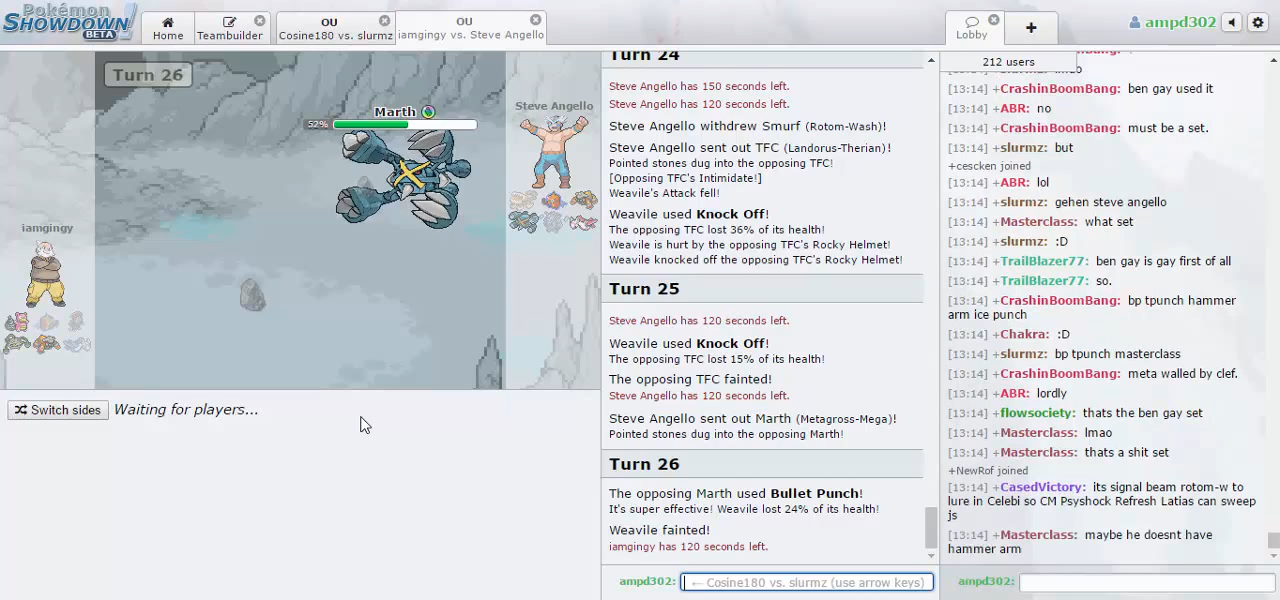 Pokémon
Showdown!
BETA
Home
Teambuilder
OU
Cosine180 vs. slurmz
OU
iamgingy vs. Steve Angello
Lobby
+
ampd302
Turn 26
Marth
52%
Steve Angello
iamgingy
Switch sides
Waiting for players...
Turn 24
Steve Angello has 150 seconds left.
Steve Angello has 120 seconds left.
Steve Angello withdrew Smurf (Rotom-Wash)!
Steve Angello sent out TFC (Landorus-Therian)!
Pointed stones dug into the opposing TFC!
[Opposing TFC's Intimidate!]
Weavile's Attack fell!
Weavile used Knock Off!
The opposing TFC lost 36% of its health!
Weavile is hurt by the opposing TFC's Rocky Helmet!
Weavile knocked off the opposing TFC's Rocky Helmet!
Turn 25
Steve Angello has 120 seconds left.
Weavile used Knock Off!
The opposing TFC lost 15% of its health!
The opposing TFC fainted!
Steve Angello has 120 seconds left.
Steve Angello sent out Marth (Metagross-Mega)!
Pointed stones dug into the opposing Marth!
Turn 26
The opposing Marth used Bullet Punch!
It's super effective! Weavile lost 24% of its health!
Weavile fainted!
iamgingy has 120 seconds left.
ampd302:
← Cosine180 vs. slurmz (use arrow keys)
212 users
[13:14] +CrashinBoomBang: ben gay used it
[13:14] +ABR: no
[13:14] +CrashinBoomBang: must be a set.
[13:14] +slurmz: but
+cescken joined
[13:14] +ABR: lol
[13:14] +slurmz: gehen steve angello
[13:14] +Masterclass: what set
[13:14] +slurmz: :D
[13:14] +TrailBlazer77: ben gay is gay first of all
[13:14] +TrailBlazer77: so.
[13:14] +CrashinBoomBang: bp tpunch hammer
arm ice punch
[13:14] +Chakra: :D
[13:14] +slurmz: bp tpunch masterclass
[13:14] +CrashinBoomBang: meta walled by clef.
[13:14] +ABR: lordly
[13:14] +flowsociety: thats the ben gay set
[13:14] +Masterclass: lmao
[13:14] +Masterclass: thats a shit set
+NewRof joined
[13:14] +CasedVictory: its signal beam rotom-w to
lure in Celebi so CM Psyshock Refresh Latias can sweep
js
[13:14] +Masterclass: maybe he doesnt have
hammer arm
ampd302: